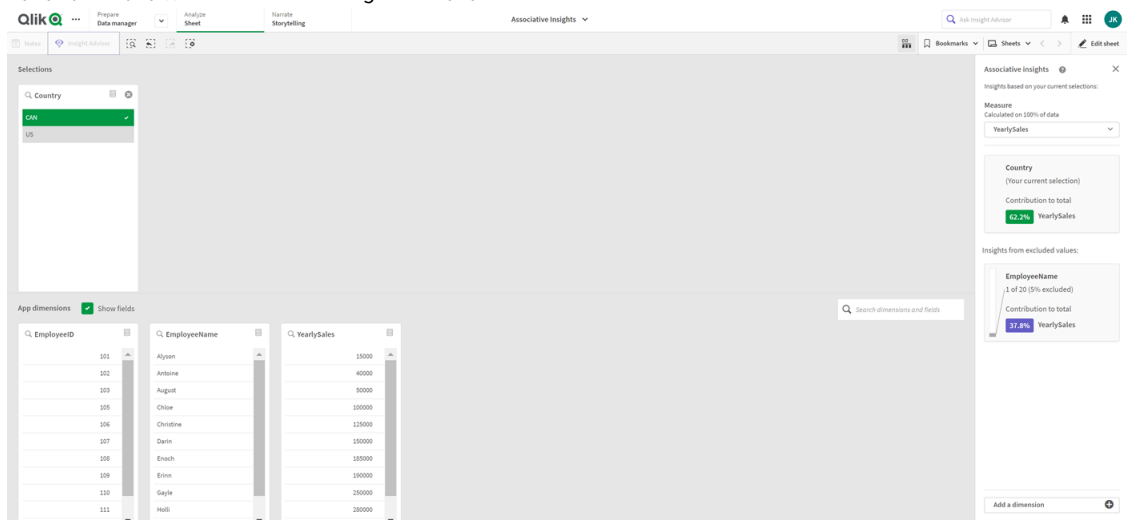 Qlik
Prepare
Data manager
Analyze
Sheet
Narrate
Storytelling
Associative Insights
Ask Insight Advisor
JK
Notes
Insight Advisor
Bookmarks
Sheets
Edit sheet
Selections
Country
CAN
US
App dimensions
Show fields
Search dimensions and fields
EmployeeID
101
102
103
105
106
107
108
109
110
111
EmployeeName
Alyson
Antoine
August
Chloe
Christine
Darin
Enoch
Erinn
Gayle
Holli
YearlySales
15000
40000
50000
100000
125000
150000
185000
190000
250000
280000
Associative insights
Insights based on your current selections:
Measure
Calculated on 100% of data
YearlySales
Country
(Your current selection)
Contribution to total
62.2% YearlySales
Insights from excluded values:
EmployeeName
1 of 20 (5% excluded)
Contribution to total
37.8% YearlySales
Add a dimension